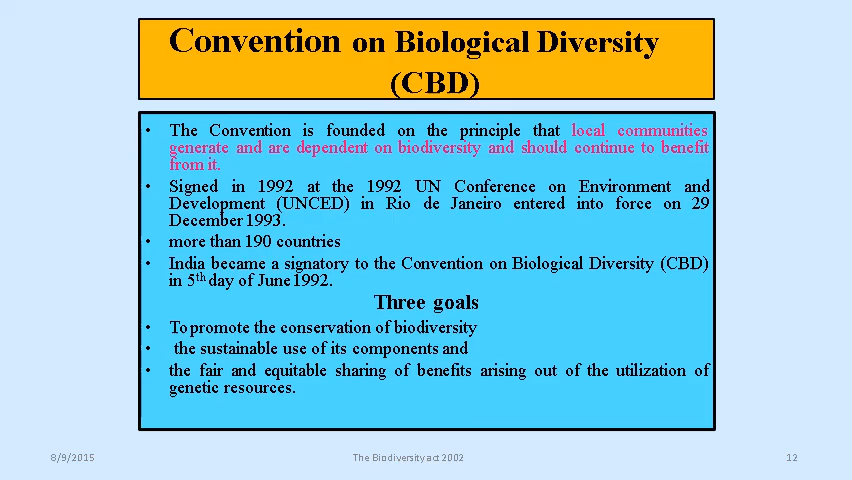 Convention on Biological Diversity
(CBD)
• The Convention is founded on the principle that local communities
generate and are dependent on biodiversity and should continue to benefit
from it.
• Signed in 1992 at the 1992 UN Conference on Environment and
Development (UNCED) in Rio de Janeiro entered into force on 29
December 1993.
• more than 190 countries
• India became a signatory to the Convention on Biological Diversity (CBD)
in 5th day of June 1992.
Three goals
• To promote the conservation of biodiversity
• the sustainable use of its components and
• the fair and equitable sharing of benefits arising out of the utilization of
genetic resources.
8/9/2015 The Biodiversity act 2002 12